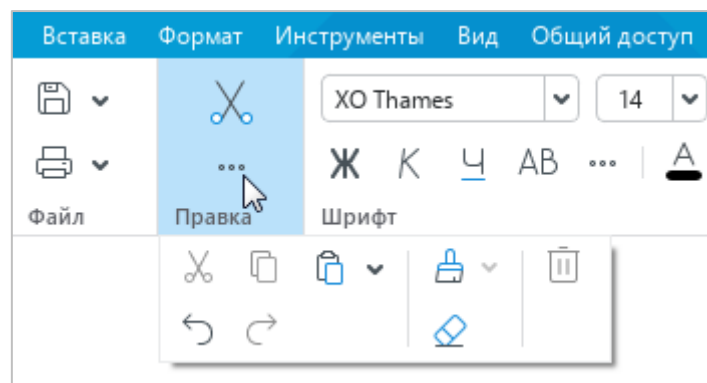 Вставка Формат Инструменты Вид Общий доступ
XO Thames 14
Ж К Ч АВ А
Файл Правка Шрифт